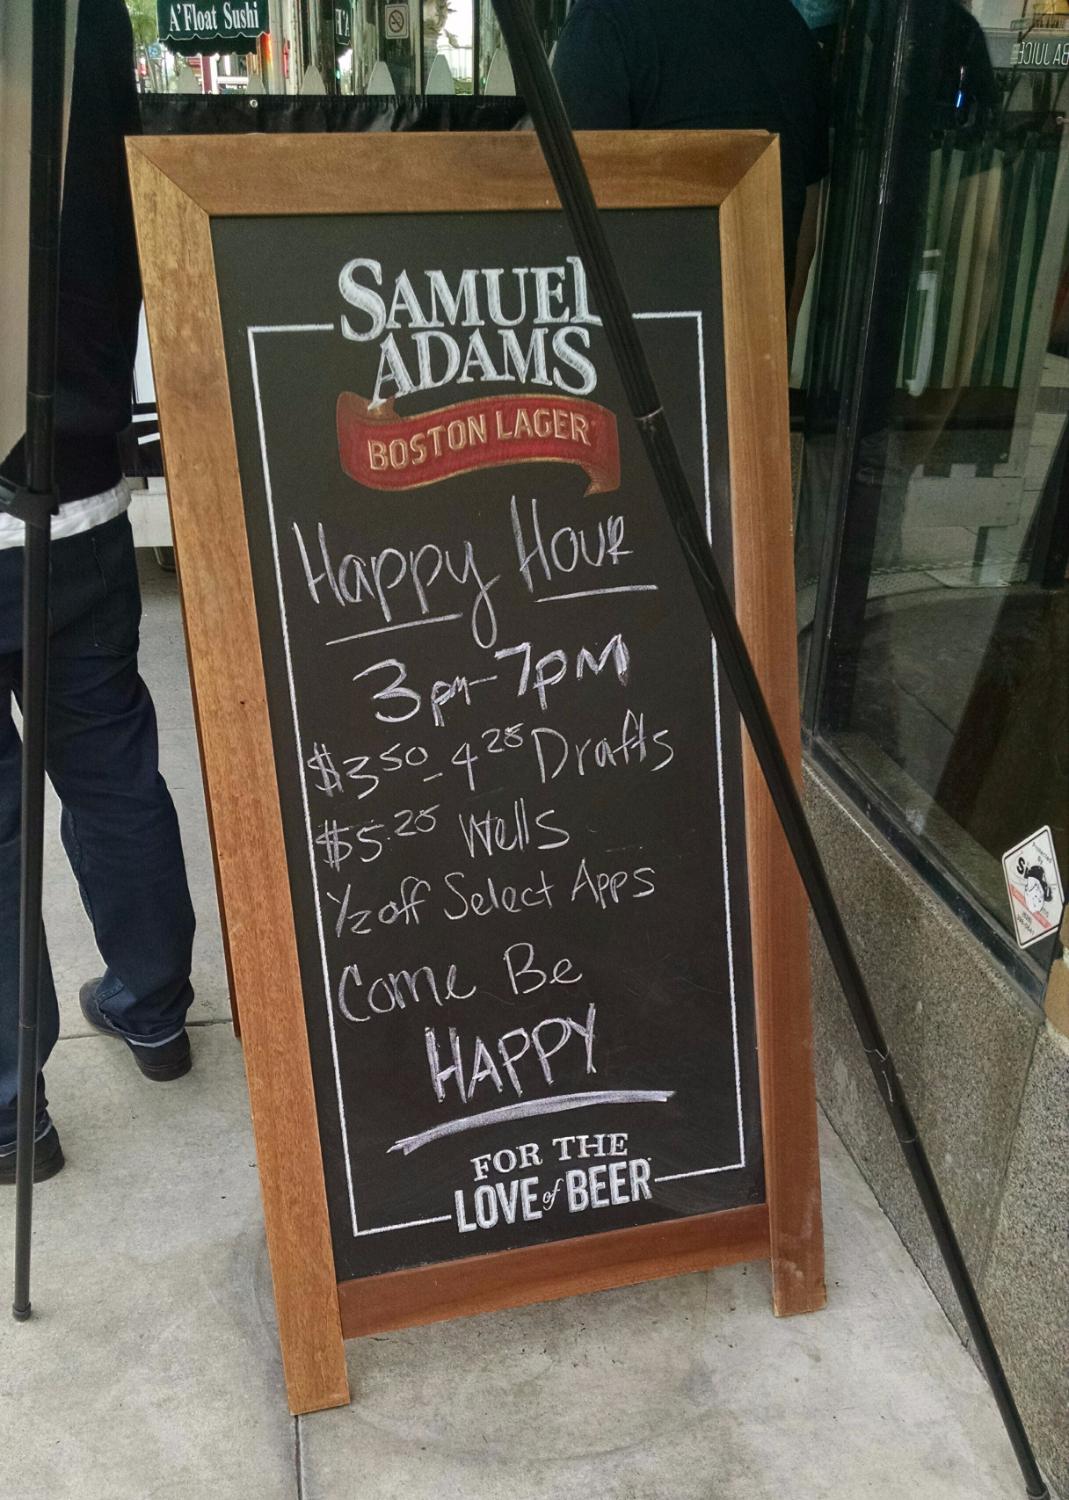 A'Float Sushi
SAMUEL
ADAMS
BOSTON LAGER
Happy Hour
3pm-7pm
$3.50-4.25 Drafts
$5.25 Wells
1/2 off Select Apps
Come Be
HAPPY
FOR THE
LOVE of BEER